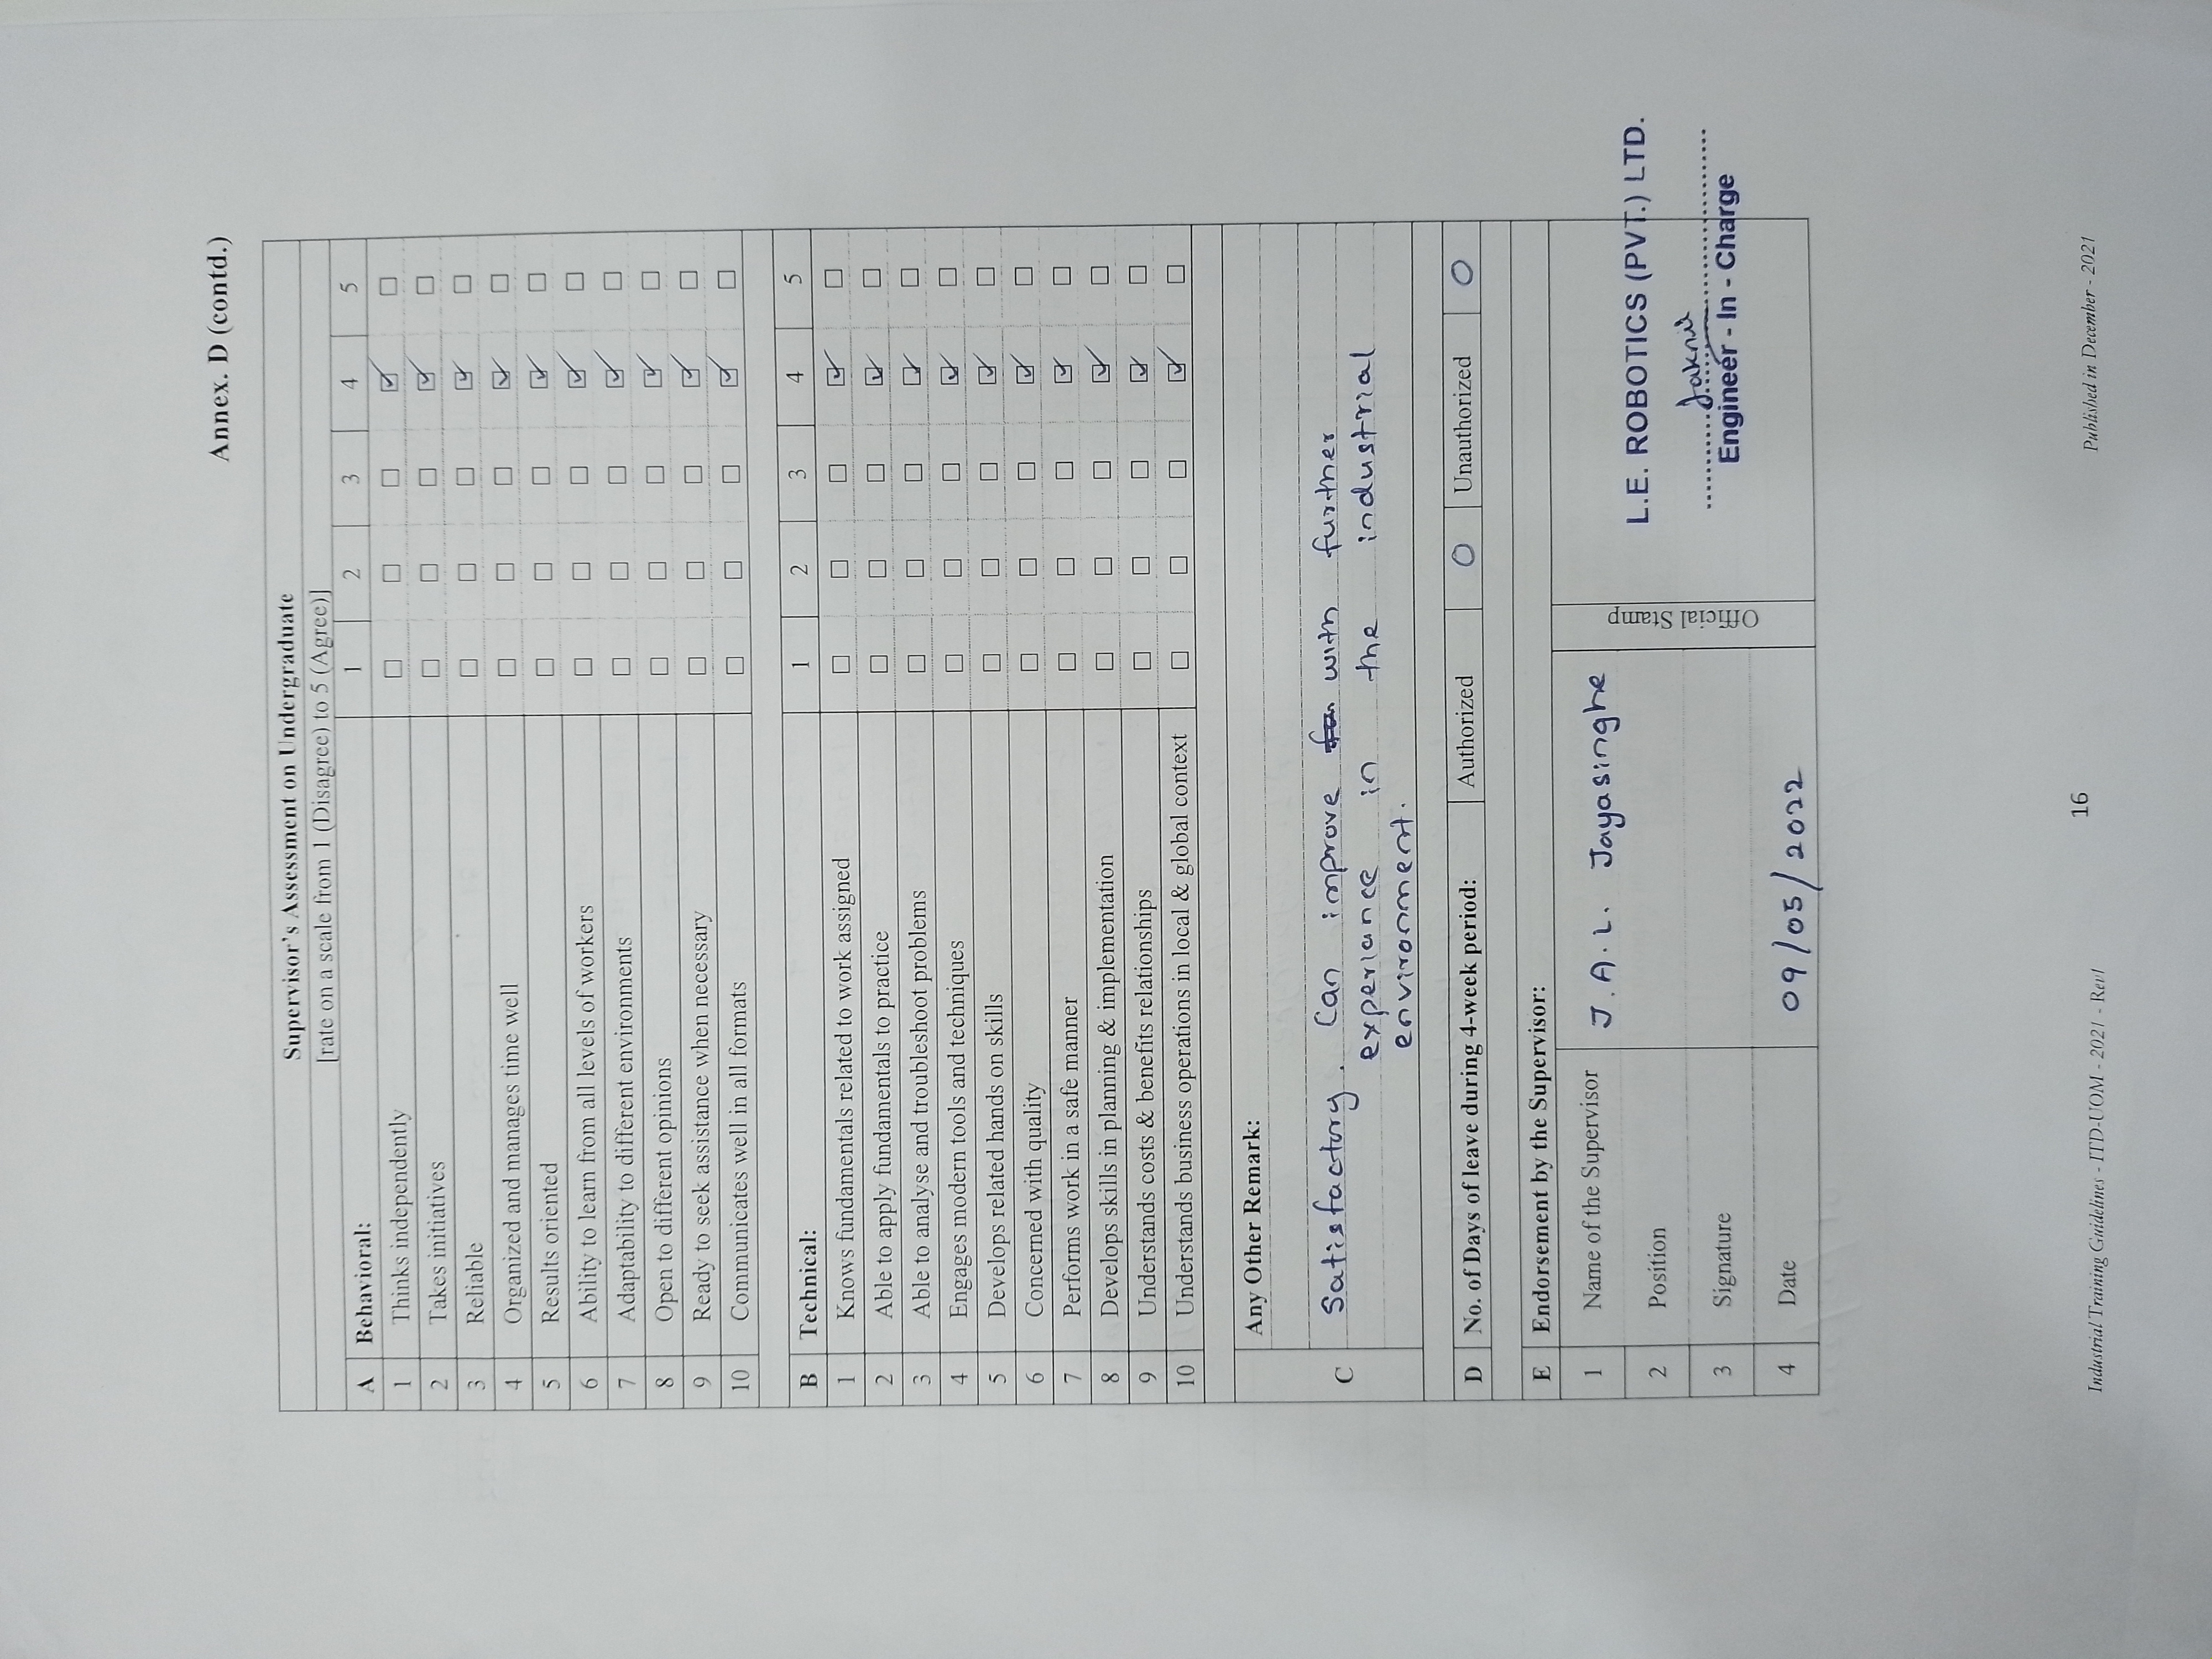 Annex. D (contd.)
Supervisor's Assessment on Undergraduate
[rate on a scale from 1 (Disagree) to 5 (Agree)]
A Behavioral: 1 2 3 4 5
1 Thinks independently
2 Takes initiatives
3 Reliable
4 Organized and manages time well
5 Results oriented
6 Ability to learn from all levels of workers
7 Adaptability to different environments
8 Open to different opinions
9 Ready to seek assistance when necessary
10 Communicates well in all formats
B Technical: 1 2 3 4 5
1 Knows fundamentals related to work assigned
2 Able to apply fundamentals to practice
3 Able to analyse and troubleshoot problems
4 Engages modern tools and techniques
5 Develops related hands on skills
6 Concerned with quality
7 Performs work in a safe manner
8 Develops skills in planning & implementation
9 Understands costs & benefits relationships
10 Understands business operations in local & global context
Any Other Remark:
C Satisfactory. Can improve with further
experiance in the industrial
environment.
D No. of Days of leave during 4-week period: Authorized 0 Unauthorized 0
E Endorsement by the Supervisor:
1 Name of the Supervisor J.A.L. Jayasinghe
2 Position
3 Signature
4 Date 09/05/2022
Official Stamp
L.E. ROBOTICS (PVT.) LTD.
Engineer - In - Charge
16
Industrial Training Guidelines - ITD-UOM - 2021 - Rev1
Published in December - 2021